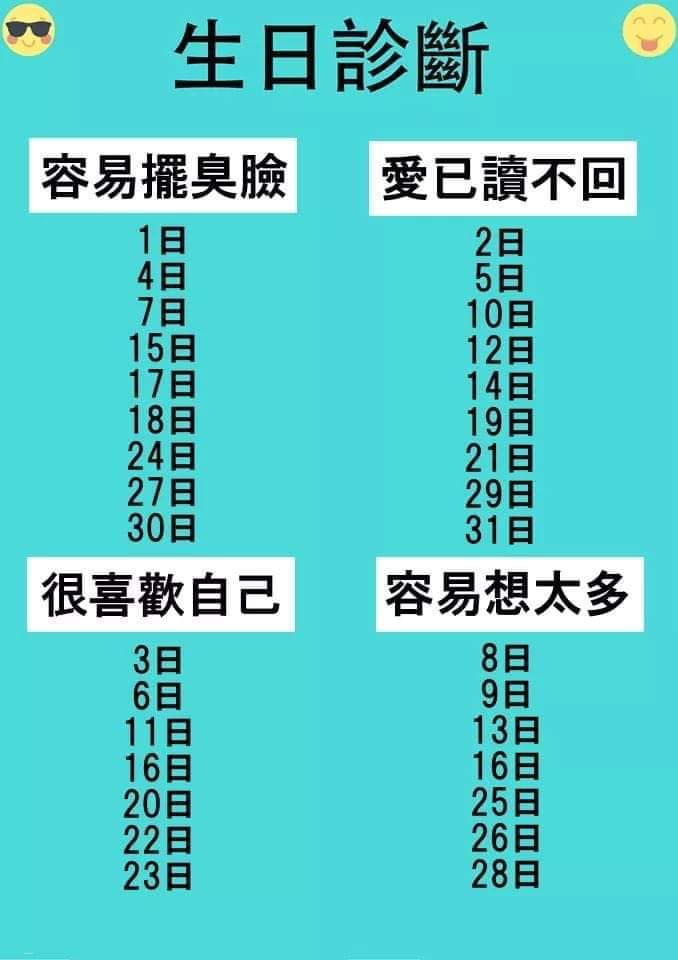 生日診斷
容易擺臭臉
1日
4日
7日
15日
17日
18日
24日
27日
30日
愛已讀不回
2日
5日
10日
12日
14日
19日
21日
29日
31日
很喜歡自己
3日
6日
11日
16日
20日
22日
23日
容易想太多
8日
9日
13日
16日
25日
26日
28日